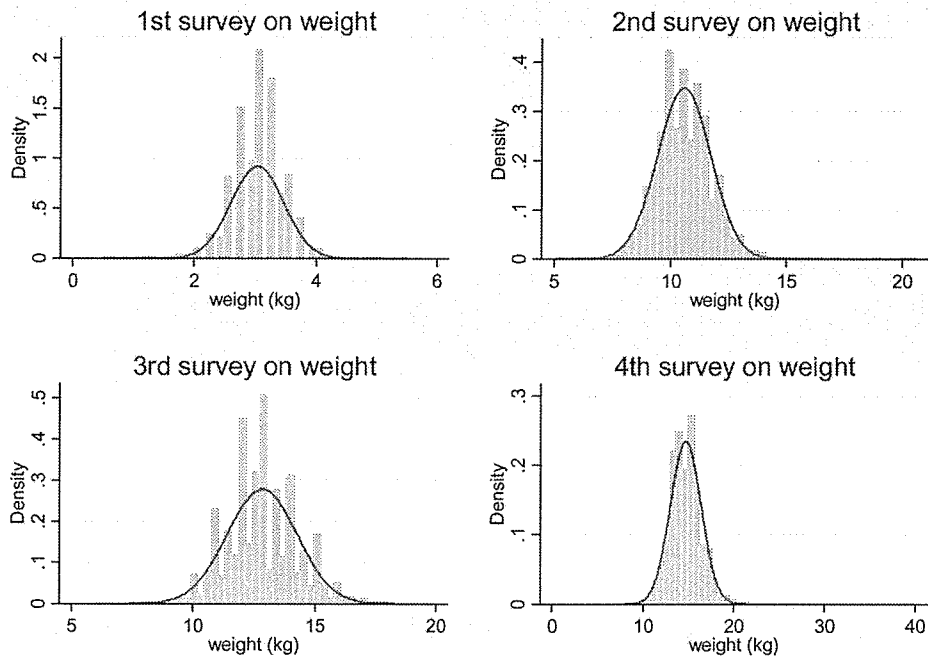 1st survey on weight
Density
0 .5 1 1.5 2
0 2 4 6
weight (kg)
2nd survey on weight
Density
0 .1 .2 .3 .4
5 10 15 20
weight (kg)
3rd survey on weight
Density
0 .1 .2 .3 .4 .5
5 10 15 20
weight (kg)
4th survey on weight
Density
0 .1 .2 .3
0 10 20 30 40
weight (kg)